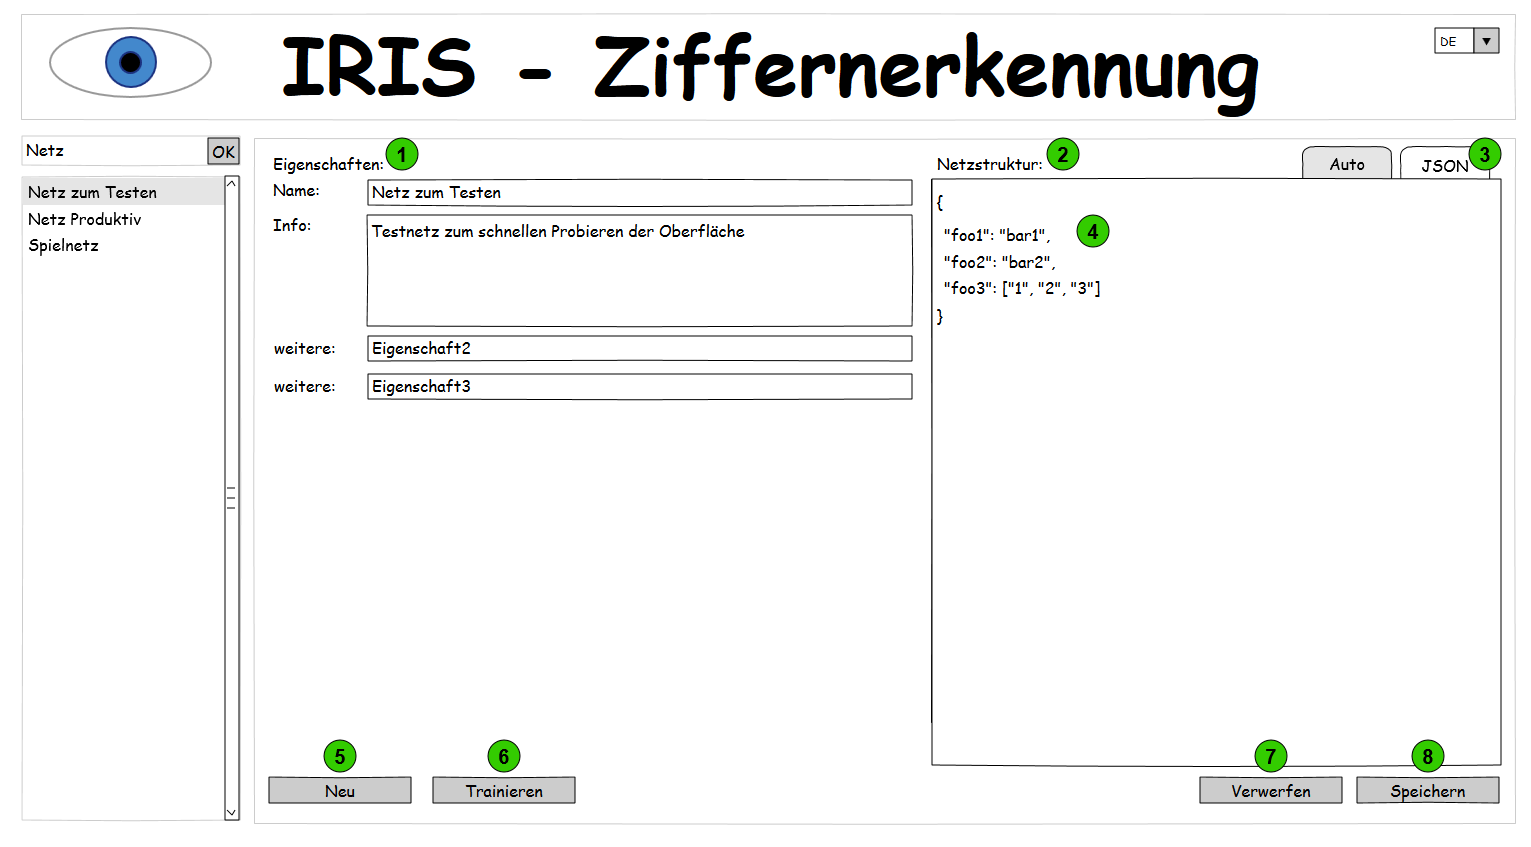 IRIS - Ziffernerkennung
DE
Netz
OK
Netz zum Testen
Netz Produktiv
Spielnetz
Eigenschaften:
1
Name:
Netz zum Testen
Info:
Testnetz zum schnellen Probieren der Oberfläche
weitere:
Eigenschaft2
weitere:
Eigenschaft3
Netzstruktur:
2
Auto
JSON
3
{
"foo1": "bar1",
4
"foo2": "bar2",
"foo3": ["1", "2", "3"]
}
5
Neu
6
Trainieren
7
Verwerfen
8
Speichern